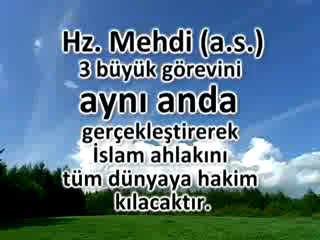 Hz. Mehdi (a.s.)
3 büyük görevini
aynı anda
gerçekleştirerek
İslam ahlakını
tüm dünyaya hakim
kılacaktır.